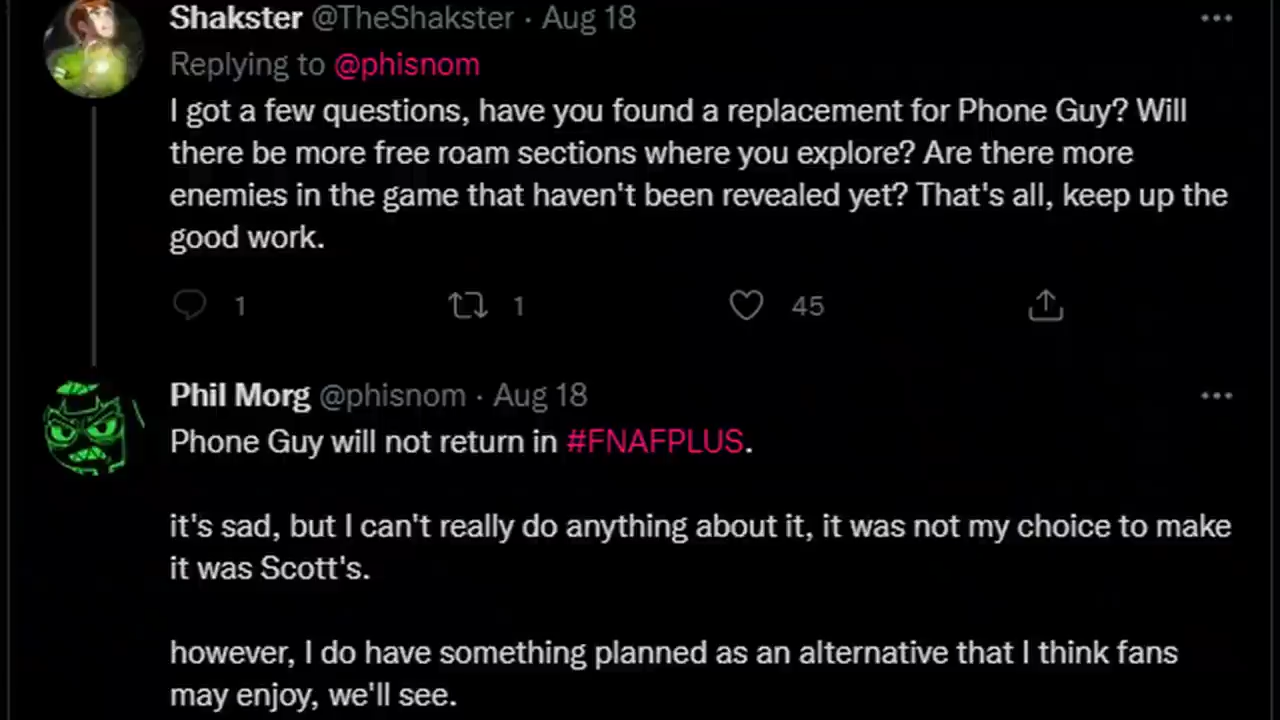 Shakster @TheShakster · Aug 18
Replying to @phisnom
I got a few questions, have you found a replacement for Phone Guy? Will
there be more free roam sections where you explore? Are there more
enemies in the game that haven't been revealed yet? That's all, keep up the
good work.
1 1 45
Phil Morg @phisnom · Aug 18
Phone Guy will not return in #FNAFPLUS.
it's sad, but I can't really do anything about it, it was not my choice to make
it was Scott's.
however, I do have something planned as an alternative that I think fans
may enjoy, we'll see.